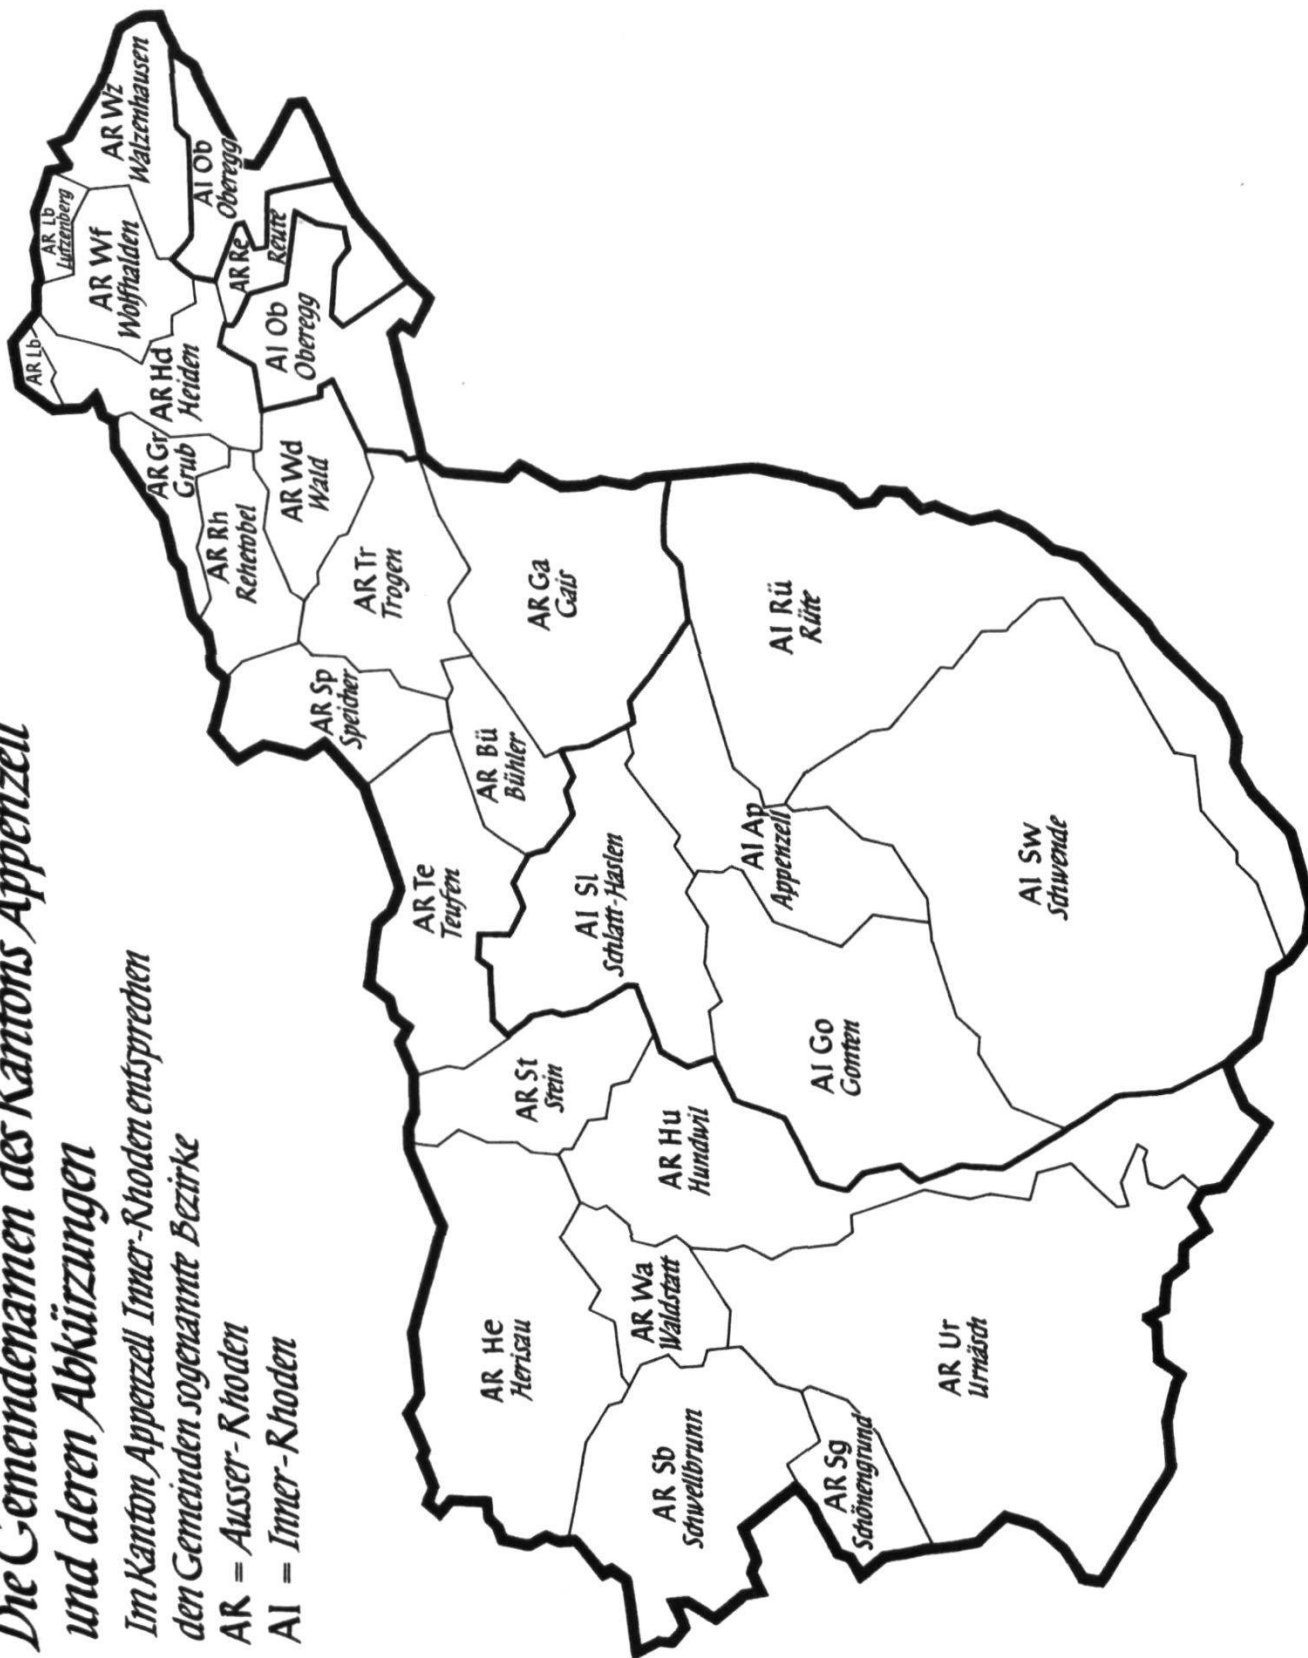 Die Gemeindenamen des Kantons Appenzell
und deren Abkürzungen
Im Kanton Appenzell Inner-Rhoden entsprechen
den Gemeinden sogenannte Bezirke
AR = Ausser-Rhoden
AI = Inner-Rhoden
AR Lb
AR Lb
Lutzenberg
AR Wz
Walzenhausen
AR Wf
Wolfhalden
AI Ob
Oberegg
AR Hd
Heiden
AR Re
Reute
AI Ob
Oberegg
AR Gr
Grub
AR Rh
Rehetobel
AR Wd
Wald
AR Sp
Speicher
AR Tr
Trogen
AR Te
Teufen
AR Bü
Bühler
AR Ga
Gais
AR He
Herisau
AR St
Stein
AI Sl
Schlatt-Haslen
AR Wa
Waldstatt
AR Hu
Hundwil
AR Sb
Schwellbrunn
AI Ap
Appenzell
AI Rü
Rüte
AI Go
Gonten
AR Sg
Schönengrund
AR Ur
Urnäsch
AI Sw
Schwende